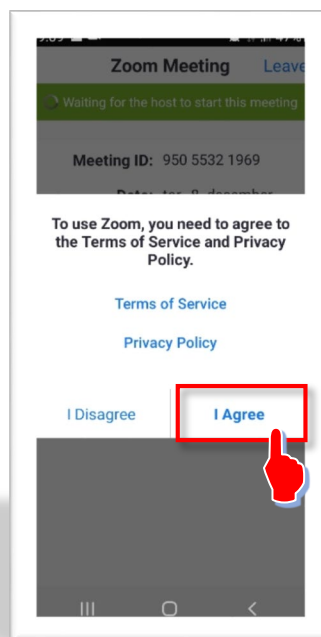 Zoom Meeting Leave
Waiting for the host to start this meeting
Meeting ID: 950 5532 1969
To use Zoom, you need to agree to
the Terms of Service and Privacy
Policy.
Terms of Service
Privacy Policy
I Disagree I Agree